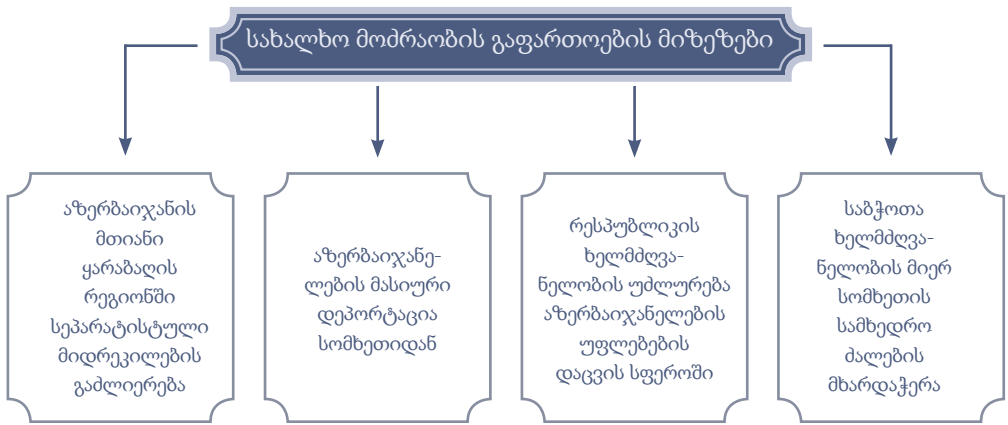 სახალხო მოძრაობის გაფართოების მიზეზები
აზერბაიჯანის
მთიანი
ყარაბაღის
რეგიონში
სეპარატისტული
მიდრეკილების
გაძლიერება
აზერბაიჯანე-
ლების მასიური
დეპორტაცია
სომხეთიდან
რესპუბლიკის
ხელმძღვა-
ნელობის უძლურება
აზერბაიჯანელების
უფლებების
დაცვის სფეროში
საბჭოთა
ხელმძღვა-
ნელობის მიერ
სომხეთის
სამხედრო
ძალების
მხარდაჭერა